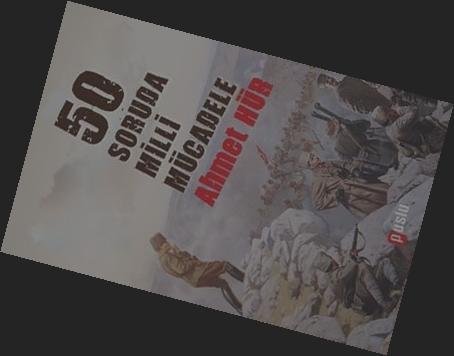 50
SORUDA
MİLLİ
MÜCADELE
Ahmet HÜR
puslu